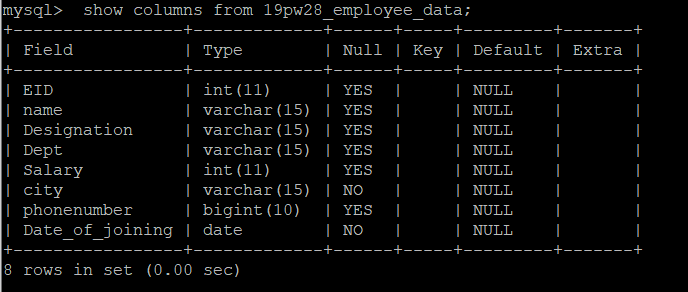 mysql>  show columns from 19pw28_employee_data;
+-----------------+-------------+------+-----+---------+-------+
| Field           | Type        | Null | Key | Default | Extra |
+-----------------+-------------+------+-----+---------+-------+
| EID             | int(11)     | YES  |     | NULL    |       |
| name            | varchar(15) | YES  |     | NULL    |       |
| Designation     | varchar(15) | YES  |     | NULL    |       |
| Dept            | varchar(15) | YES  |     | NULL    |       |
| Salary          | int(11)     | YES  |     | NULL    |       |
| city            | varchar(15) | NO   |     | NULL    |       |
| phonenumber     | bigint(10)  | YES  |     | NULL    |       |
| Date_of_joining | date        | NO   |     | NULL    |       |
+-----------------+-------------+------+-----+---------+-------+
8 rows in set (0.00 sec)